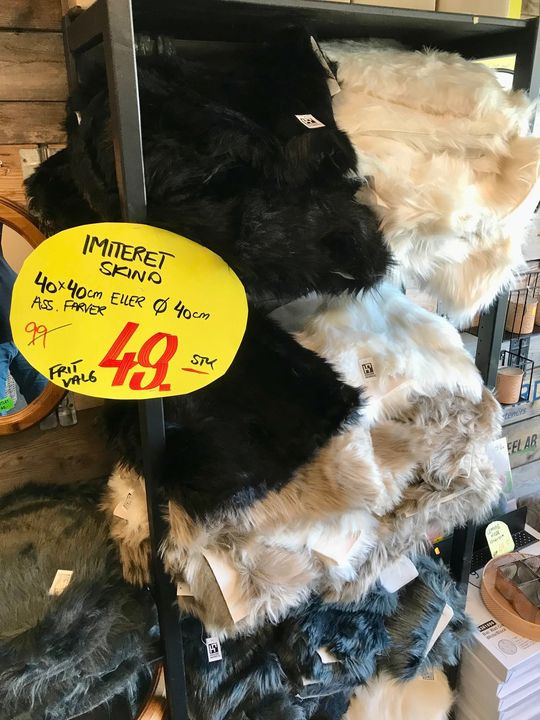 IMITERET
SKIND
40×40cm ELLER Ø 40cm
ASS. FARVER
99.-
FRIT
VALG
49.-
STK